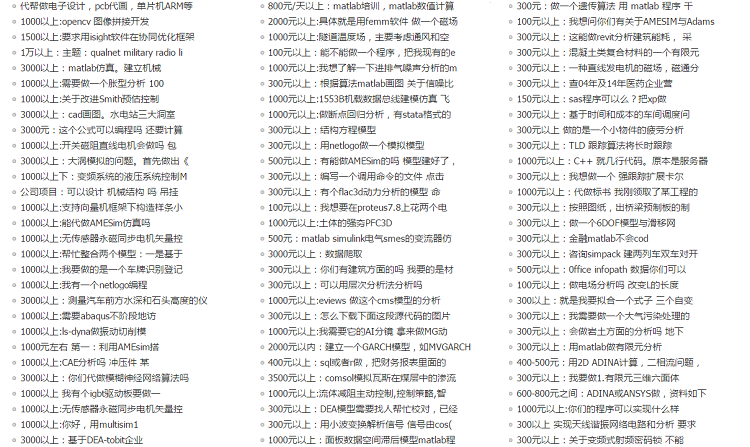 代帮做电子设计，pcb代画，单片机ARM等
1000以上:opencv 图像拼接开发
1500以上:要求用isight软件在协同优化框架
1万以上：主题：qualnet military radio li
3000以上：matlab仿真。建立机械
1000以上:需要做一个胀型分析 100
1000以上:关于改进Smith预估控制
3000以上：cad画图。水电站三大洞室
3000元：这个公式可以编程吗 还要计算
1000以上:开关磁阻直线电机会做吗 包
3000以上：大涡模拟的问题。首先做出《
1000以下：变频系统的液压系统控制M
公司项目：可以设计 机械结构 吗 吊挂
1000以上:支持向量机框架下构造样条小
1000以上:能代做AMESim仿真吗
1000以上:无传感器永磁同步电机矢量控
1000以上:帮忙整合两个模型：一是基于
1000以上:我要做的是一个车牌识别登记
1000以上:我有一个netlogo编程
3000以上：测量汽车前方水深和石头高度的仪
1000以上:需要abaqus不阶段地访
1000以上:ls-dyna做振动切削模
1000元左右 第一：利用AMEsim搭
1000以上:CAE分析吗 冲压件 某
3000以上：你们代做模糊神经网络算法吗
1000以上 我有个igbt驱动板要做一
1000以上:无传感器永磁同步电机矢量控
1000以上:你好，用multisim1
3000以上：基于DEA-tobit企业
800元/天以上：matlab培训，matlab数值计算
2000元以上:具体就是用femm软件 做一个磁场
1000元以上:隧道温度场，主要考虑通风和空
100元以上：能不能做一个程序，把我现有的e
1000元以上:我想了解一下进排气噪声分析的m
300元以上：根据算法matlab画图 关于信噪比
1000元以上:1553B机载数据总线建模仿真 飞
1000元以上:做断点回归分析，有stata格式的
300元以上：结构方程模型
300元以上：用netlogo做一个模拟模型
500元以上：有能做AMESim的吗 模型建好了，
300元以上：编写一个调用命令的文件 点击
300元以上：有个flac3d动力分析的模型 命
100元以上：我想要在proteus7.8上花两个电
1000元以上:土体的强夯PFC3D
500元：matlab simulink电气smes的变流器仿
3000元以上：数据爬取
300元以上：你们有建筑方面的吗 我要的是材
300元以上：可以用层次分析法分析吗
1000元以上:eviews 做这个cms模型的分析
300元以上：怎么下载下面这段源代码的图片
1000元以上:我需要它的AI分镜 拿来做MG动
2000元以内：建立一个GARCH模型，如MVGARCH
400元以上：sql或者r做，把财务报表里面的
3500元以上：comsol模拟瓦斯在煤层中的渗流
1000元以上:流体减阻主动控制,控制策略,智
300元以上：DEA模型需要找人帮忙校对，已经
300元以上：用小波变换解析信号 信号由cos(
1000元以上：面板数据空间滞后模型matlab程
300元：做一个遗传算法 用 matlab 程序 干
100元以上：我想问你们有关于AMESIM与Adams
300元以上：这能做revit分析建筑能耗， 采
300元以上：混凝土类复合材料的一个有限元
300元以上：一种直线发电机的磁场，磁通分
300元以上：查04年及14年医药企业营
150元以上：sas程序可以么？把xp做
300元以上：基于时间和成本的车间调度问
300元以上 做的是一个小物件的疲劳分析
300元以上：TLD 跟踪算法将长时跟踪
1000元以上：C++ 就几行代码。原本是服务器
300元以上：我想做一个 强跟踪扩展卡尔
1000元以上：代做标书 我刚领取了某工程的
300元以上：按照图纸，出桥梁预制板的制
300元以上：做一个6DOF模型与滑移网
300元以上：金融matlab不会cod
300元以上：咨询simpack 建两列车双车对开
500元以上：Office infopath 数据你们可以
100元以上：做电场分析吗 改变L的长度
300以上：就是我要拟合一个式子 三个自变
300元以上：我需要做一个大气污染处理的
300元以上：会做岩土方面的分析吗 地下
300元以上：用matlab做有限元分析
400-500元：用2D ADINA计算，二相流问题，
300元以上：我要做1.有限元三维六面体
600-800元之间：ADINA或ANSYS做，资料如下
1000元以上:你们的程序可以实现什么样
300以上 实现天线谐振网络电路和分析 要求
300元以上：关于变频式射频密码锁 不能